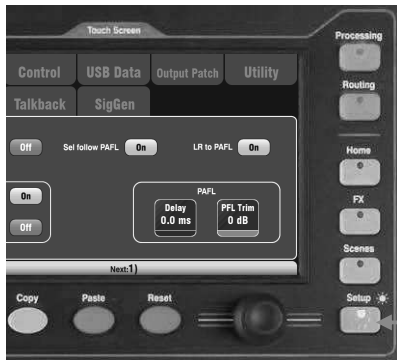 Touch Screen
Processing
Control USB Data Output Patch Utility
Routing
Talkback SigGen
Off Sel follow PAFL On LR to PAFL On
Home
On
PAFL
Delay PFL Trim
0.0 ms 0 dB
FX
Off
Scenes
Next:1)
Copy Paste Reset Setup